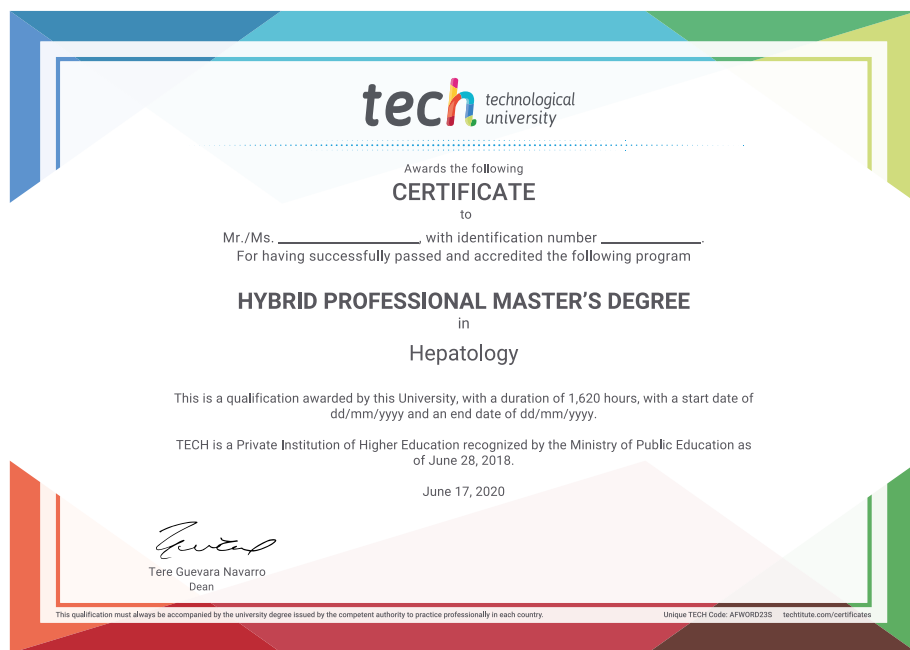 tech technological
university
Awards the following
CERTIFICATE
to
Mr./Ms. ____________________, with identification number ______________.
For having successfully passed and accredited the following program
HYBRID PROFESSIONAL MASTER'S DEGREE
in
Hepatology
This is a qualification awarded by this University, with a duration of 1,620 hours, with a start date of
dd/mm/yyyy and an end date of dd/mm/yyyy.
TECH is a Private Institution of Higher Education recognized by the Ministry of Public Education as
of June 28, 2018.
June 17, 2020
Tere Guevara Navarro
Dean
This qualification must always be accompanied by the university degree issued by the competent authority to practice professionally in each country.
Unique TECH Code: AFWORD23S techtitute.com/certificates